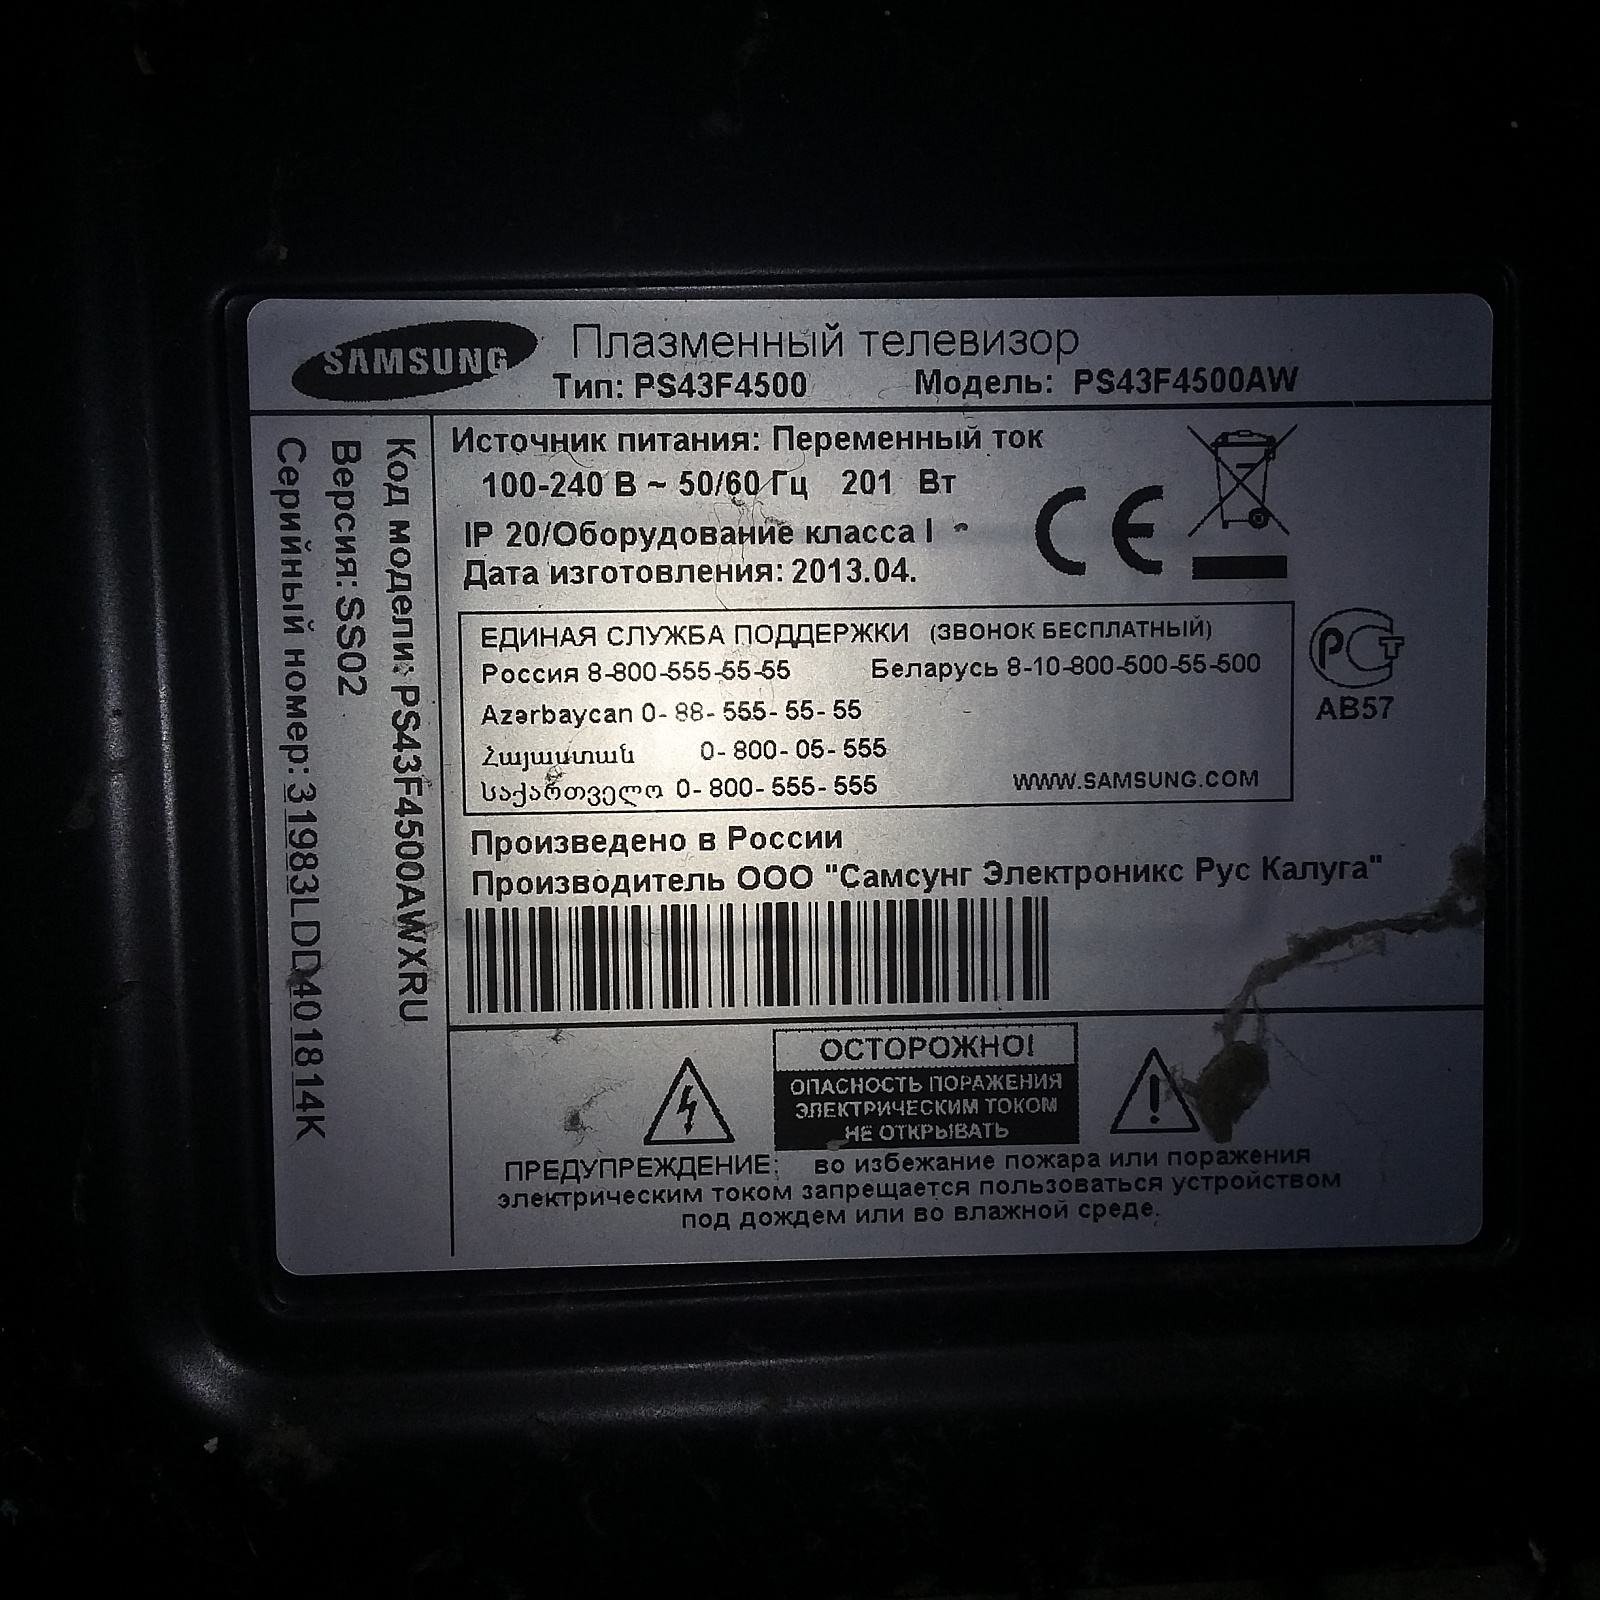 SAMSUNG
Плазменный телевизор
Тип: PS43F4500 Модель: PS43F4500AW
Код модели: PS43F4500AWXRU
Версия: SS02
Серийный номер: 31983LDD401814K
Источник питания: Переменный ток
100-240 В ~ 50/60 Гц 201 Вт
IP 20/Оборудование класса I
Дата изготовления: 2013.04.
CE
ЕДИНАЯ СЛУЖБА ПОДДЕРЖКИ (ЗВОНОК БЕСПЛАТНЫЙ)
Россия 8-800-555-55-55 Беларусь 8-10-800-500-55-500
Azərbaycan 0-88-555-55-55
Հայաստան 0-800-05-555
საქართველო 0-800-555-555 WWW.SAMSUNG.COM
РСТ
АВ57
Произведено в России
Производитель ООО "Самсунг Электроникс Рус Калуга"
ОСТОРОЖНО!
ОПАСНОСТЬ ПОРАЖЕНИЯ
ЭЛЕКТРИЧЕСКИМ ТОКОМ
НЕ ОТКРЫВАТЬ
ПРЕДУПРЕЖДЕНИЕ: во избежание пожара или поражения
электрическим током запрещается пользоваться устройством
под дождем или во влажной среде.